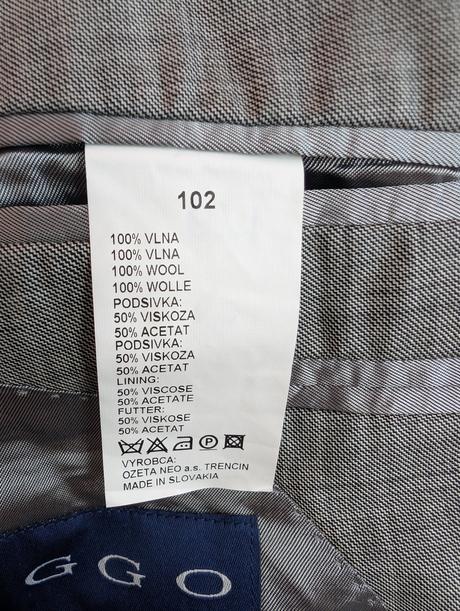 102
100% VLNA
100% VLNA
100% WOOL
100% WOLLE
PODSIVKA:
50% VISKOZA
50% ACETAT
PODSIVKA:
50% VISKOZA
50% ACETAT
LINING:
50% VISCOSE
50% ACETATE
FUTTER:
50% VISKOSE
50% ACETAT
P
VYROBCA:
OZETA NEO a.s. TRENCIN
MADE IN SLOVAKIA
GGO